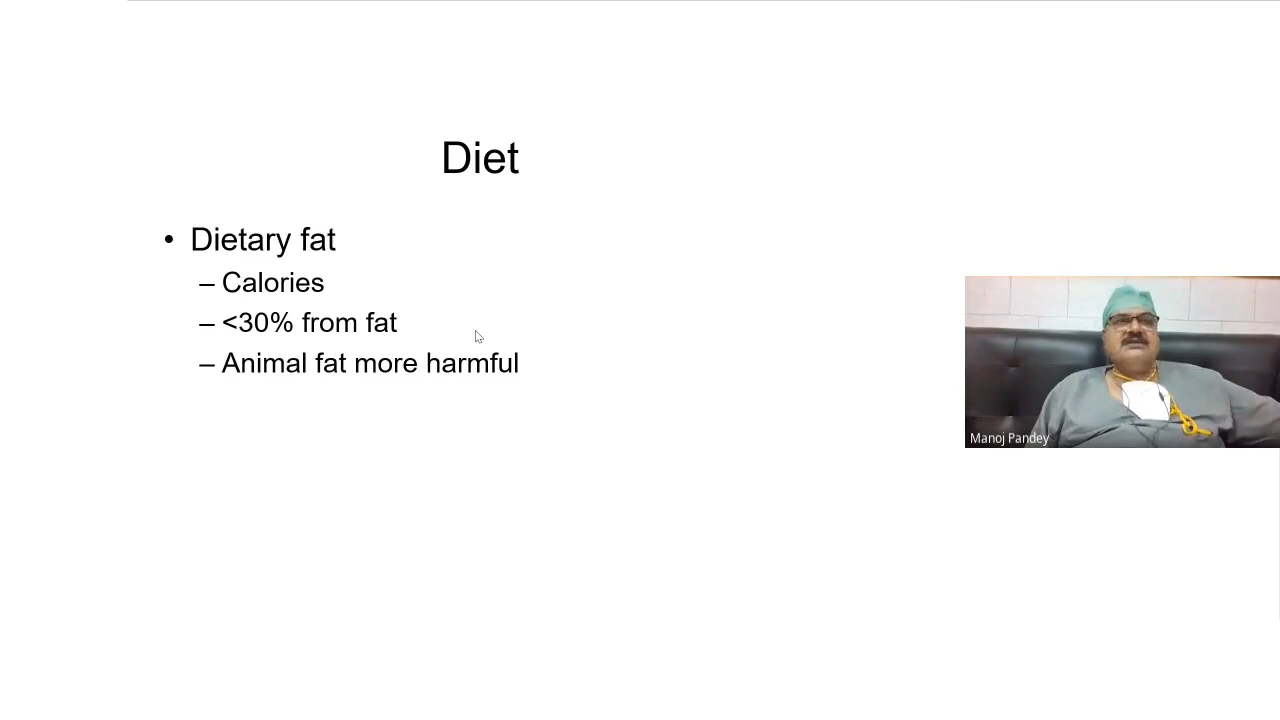 Diet
• Dietary fat
– Calories
– <30% from fat
– Animal fat more harmful
Manoj Pandey